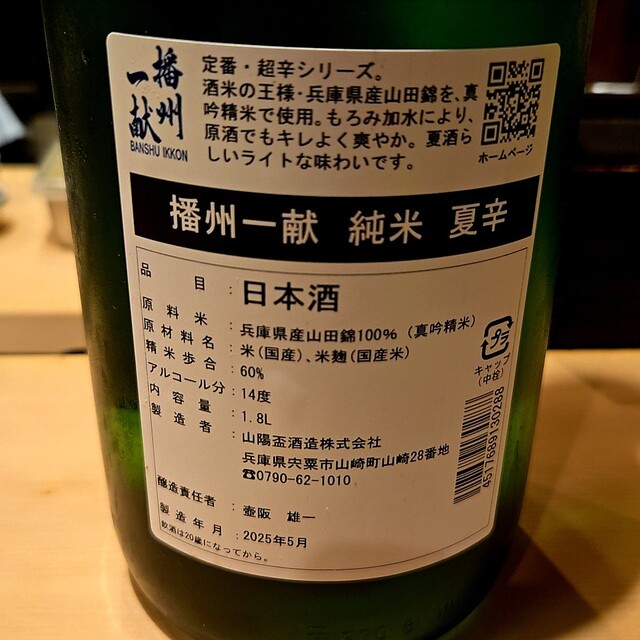 播州
一献
BANSHU IKKON
定番・超辛シリーズ。
酒米の王様・兵庫県産山田錦を、真
吟精米で使用。もろみ加水により、
原酒でもキレよく爽やか。夏酒ら
しいライトな味わいです。
ホームページ
播州一献 純米 夏辛
品目:日本酒
原料米:兵庫県産山田錦100%(真吟精米)
原材料名:米(国産)、米麹(国産米)
精米歩合:60%
アルコール分:14度
内容量:1.8L
製造者:山陽盃酒造株式会社
兵庫県宍粟市山崎町山崎28番地
☎0790-62-1010
醸造責任者:壺阪 雄一
製造年月:2025年5月
飲酒は20歳になってから。
プラ
キャップ
(中栓)
4577689730288